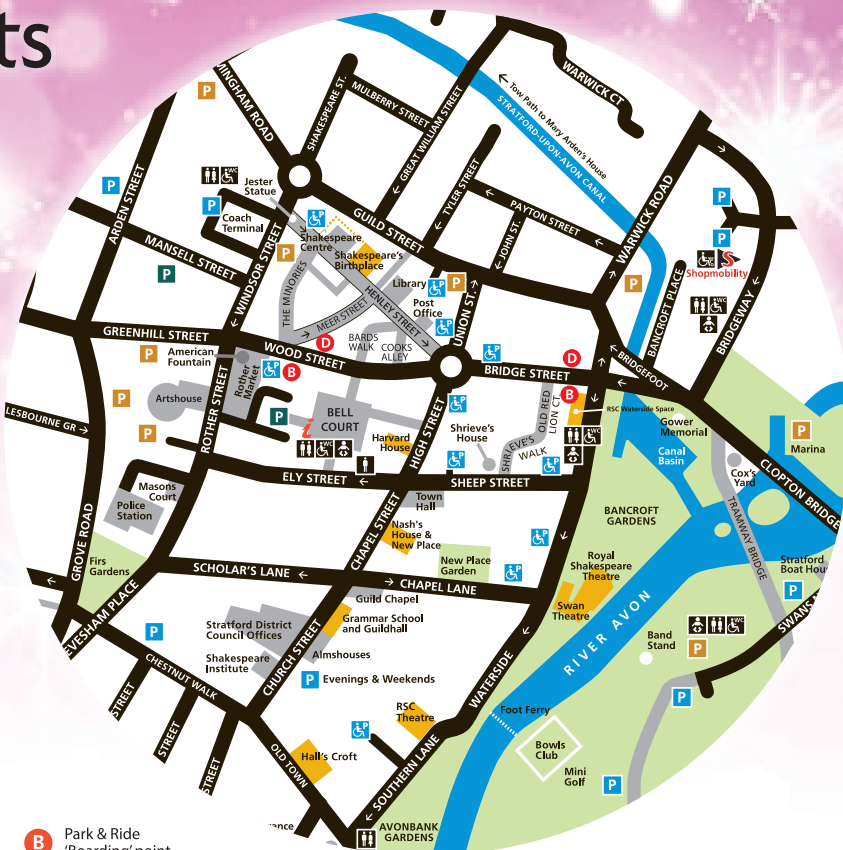 ts
WARWICK CT
MINGHAM ROAD
SHAKESPEARE ST.
MULBERRY STREET
GREAT WILLIAM STREET
← Tow Path to Mary Arden's House
STRATFORD-UPON-AVON CANAL
P
ARDEN STREET
P
WC
Jester
Statue
P
Coach
Terminal
P
Shakespeare
Centre
Shakespeare's
Birthplace
GUILD STREET
TYLER STREET
PAYTON STREET
JOHN ST.
WARWICK ROAD
P
P
WC
Shopmobility
WC
MANSELL STREET
P
WINDSOR STREET
P
THE MINORIES
MEER STREET
HENLEY STREET
Library
P
P
Post
Office
P
UNION ST.
P
BANCROFT PLACE
BRIDGEWAY
GREENHILL STREET
WOOD STREET
D
BARDS
WALK
COOKS
ALLEY
P
BRIDGE STREET
D
BRIDGEFOOT
P
American
Fountain
Rother
Market
P
B
Artshouse
P
P
ROTHER STREET
P
i
BELL
COURT
WC
Harvard
House
HIGH STREET
P
Shrieve's
House
SHRIEVE'S
WALK
OLD RED
LION CT.
B
RSC Waterside Space
WC
Gower
Memorial
Canal
Basin
Cox's
Yard
P
Marina
CLOPTON BRIDGE
LESBOURNE GR
P
P
ELY STREET
SHEEP STREET
Masons
Court
Police
Station
Town
Hall
BANCROFT
GARDENS
TRAMWAY BRIDGE
GROVE ROAD
CHAPEL STREET
Nash's
House &
New Place
P
Royal
Shakespeare
Theatre
Stratford
Boat Hou
Firs
Gardens
SCHOLAR'S LANE
New Place
Garden
P
CHAPEL LANE
Swan
Theatre
P
SWANS
EVESHAM PLACE
Guild Chapel
RIVER AVON
Stratford District
Council Offices
Grammar School
and Guildhall
P
WC
Band
Stand
P
CHURCH STREET
Shakespeare
Institute
Almshouses
CHESTNUT WALK
P
Evenings & Weekends
WATERSIDE
P
STREET
STREET
STREET
RSC
Theatre
Foot Ferry
P
Bowls
Club
Hall's Croft
OLD TOWN
SOUTHERN LANE
Mini
Golf
P
AVONBANK
GARDENS
B
Park & Ride
'Boarding' point